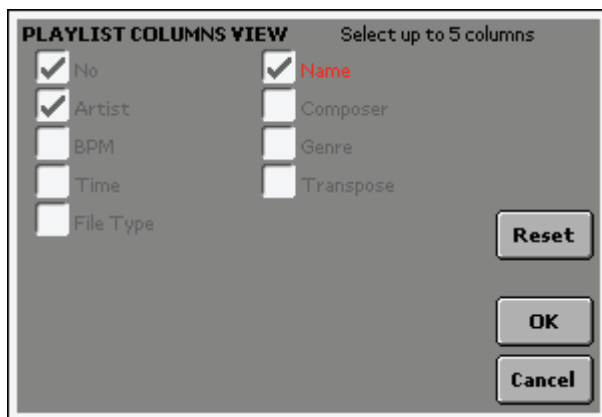 PLAYLIST COLUMNS VIEW Select up to 5 columns
No Name
Artist Composer
BPM Genre
Time Transpose
File Type
Reset
OK
Cancel